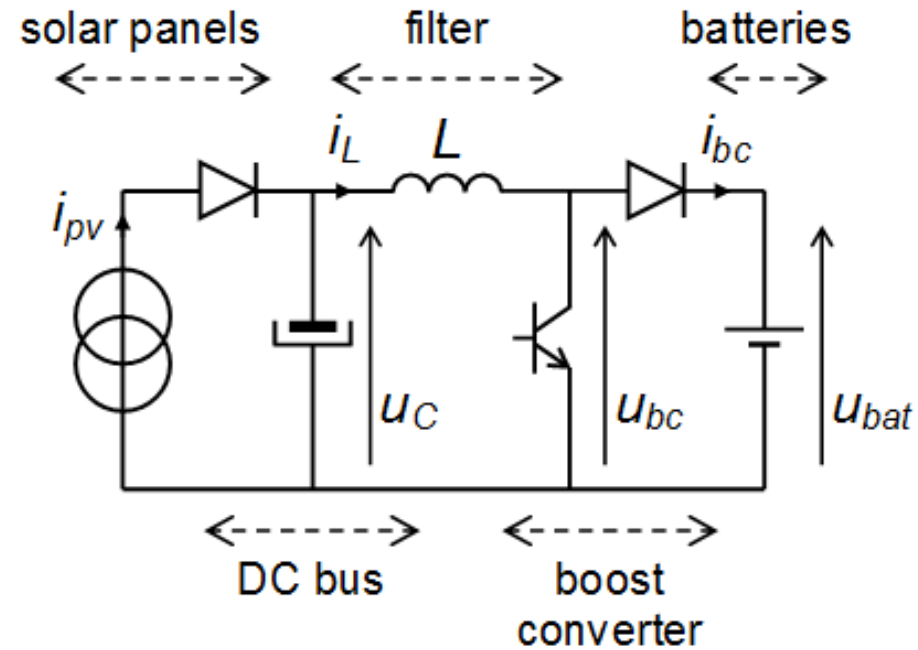 solar panels filter batteries
i_L L i_bc
i_pv
u_C u_bc u_bat
DC bus boost
converter